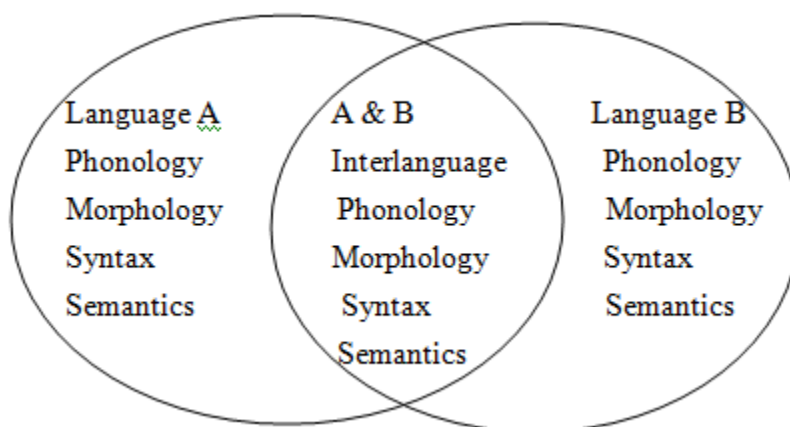 Language A
Phonology
Morphology
Syntax
Semantics
A & B
Interlanguage
Phonology
Morphology
Syntax
Semantics
Language B
Phonology
Morphology
Syntax
Semantics